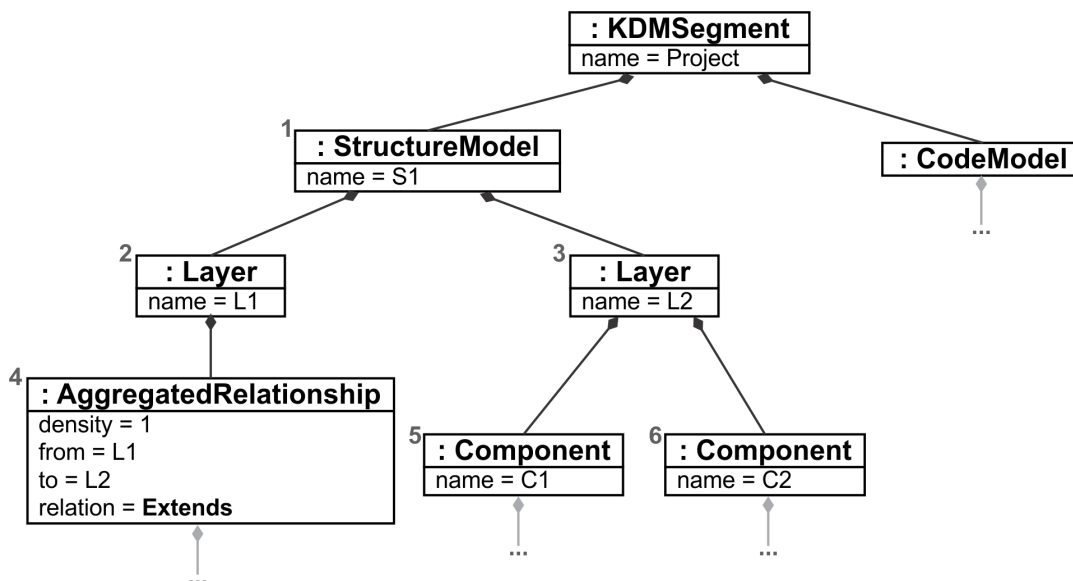 : KDMSegment
name = Project
1
: StructureModel
name = S1
: CodeModel
...
2
: Layer
name = L1
3
: Layer
name = L2
4
: AggregatedRelationship
density = 1
from = L1
to = L2
relation = Extends
...
5
: Component
name = C1
...
6
: Component
name = C2
...